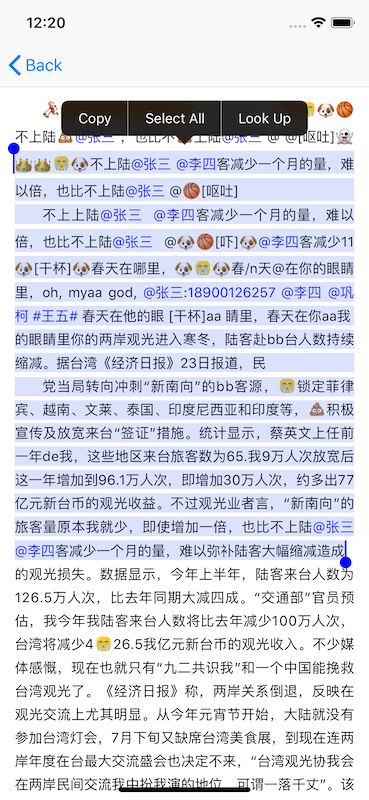 12:20
Back
Copy Select All Look Up
🏀
不上陆💩@张三 ，也比不 上陆@张三 @ @[呕吐]👻
👑👑😭🐶不上陆@张三 @李四客减少一个月的量，难
以倍，也比不上陆@张三 @🏀[呕吐]
不上上陆@张三 @李四客减少一个月的量，难以
倍，也比不上陆@张三 @🐶🏀[吓]🐶@李四客减少11
🐶[干杯]🐶春天在哪里，🐶😭🐶春/n天@在你的眼睛
里，oh, myaa god, @张三:18900126257 @李四 @巩
柯 #王五# 春天在他的眼 [干杯]aa 睛里，春天在你aa我
的眼睛里你的两岸观光进入寒冬，陆客赴bb台人数持续
缩减。据台湾《经济日报》23日报道，民
党当局转向冲刺“新南向”的bb客源，😭锁定菲律
宾、越南、文莱、泰国、印度尼西亚和印度等，💩积极
宣传及放宽来台“签证”措施。统计显示，蔡英文上任前
一年de我，这些地区来台旅客数为65.我9万人次放宽后
这一年增加到96.1万人次，即增加30万人次，约多出77
亿元新台币的观光收益。不过观光业者言，“新南向”的
旅客量原本我就少，即使增加一倍，也比不上陆@张三
@李四客减少一个月的量，难以弥补陆客大幅缩减造成
的观光损失。数据显示，今年上半年，陆客来台人数为
126.5万人次，比去年同期大减四成。“交通部”官员预
估，我今年我陆客来台人数将比去年减少100万人次，
台湾将减少4😭26.5我亿元新台币的观光收入。不少媒
体感慨，现在也就只有“九二共识我”和一个中国能挽救
台湾观光了。《经济日报》称，两岸关系倒退，反映在
观光交流上尤其明显。从今年元宵节开始，大陆就没有
参加台湾灯会，7月下旬又缺席台湾美食展，到现在连两
岸年度在台最大交流盛会也决定不来，“台湾观光协我会
在两岸民间交流我中扮我演的地位，可谓一落千丈”。该